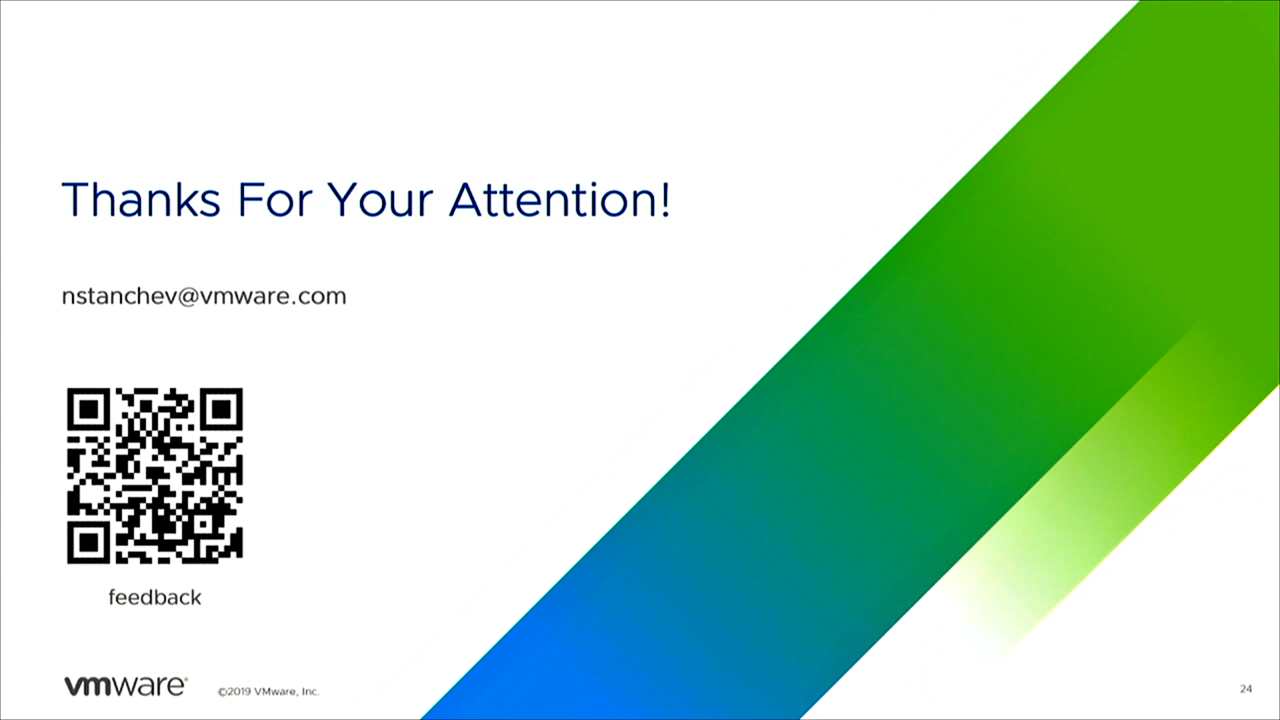 Thanks For Your Attention!
nstanchev@vmware.com
feedback
vmware®
©2019 VMware, Inc.
24